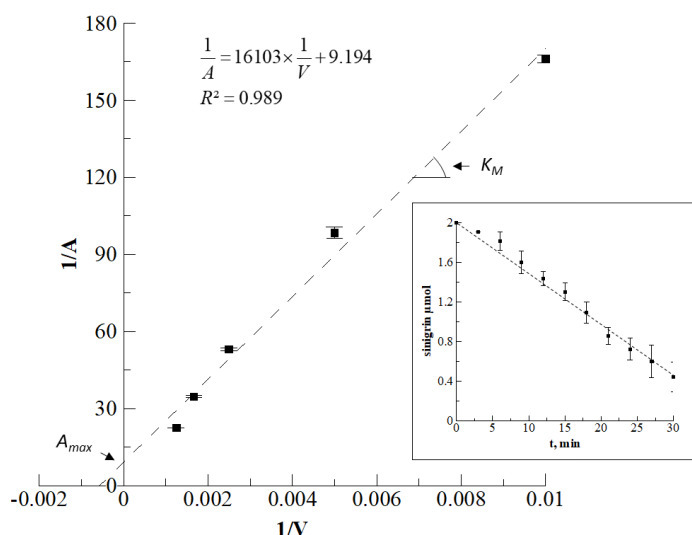 180
1/A = 16103 × 1/V + 9.194
R² = 0.989
150
120
K_M
90
1/A
60
30
A_max
0
-0.002 0 0.002 0.004 0.006 0.008 0.01
1/V
2
1.6
1.2
0.8
0.4
sinigrin μmol
0 5 10 15 20 25 30
t, min